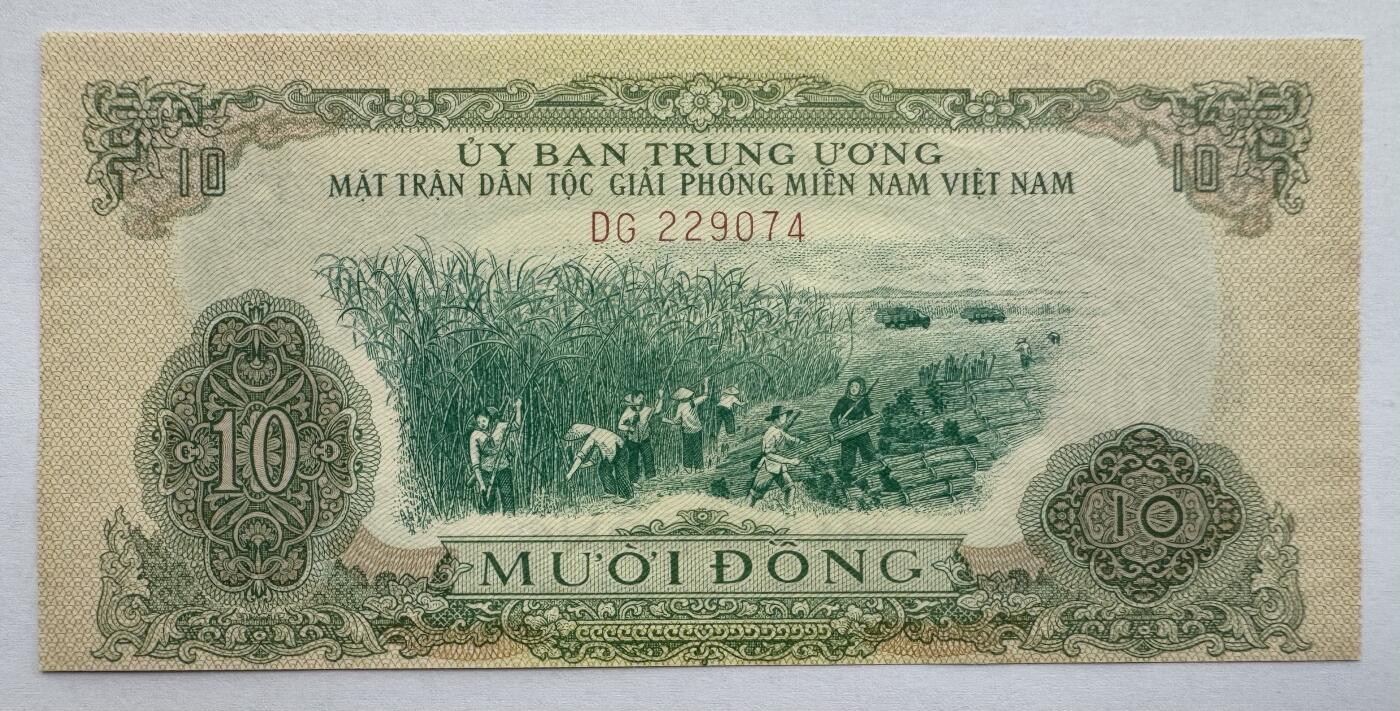 10
10
ỦY BAN TRUNG ƯƠNG
MẶT TRẬN DÂN TỘC GIẢI PHÓNG MIỀN NAM VIỆT NAM
DG 229074
10
10
MƯỜI ĐỒNG